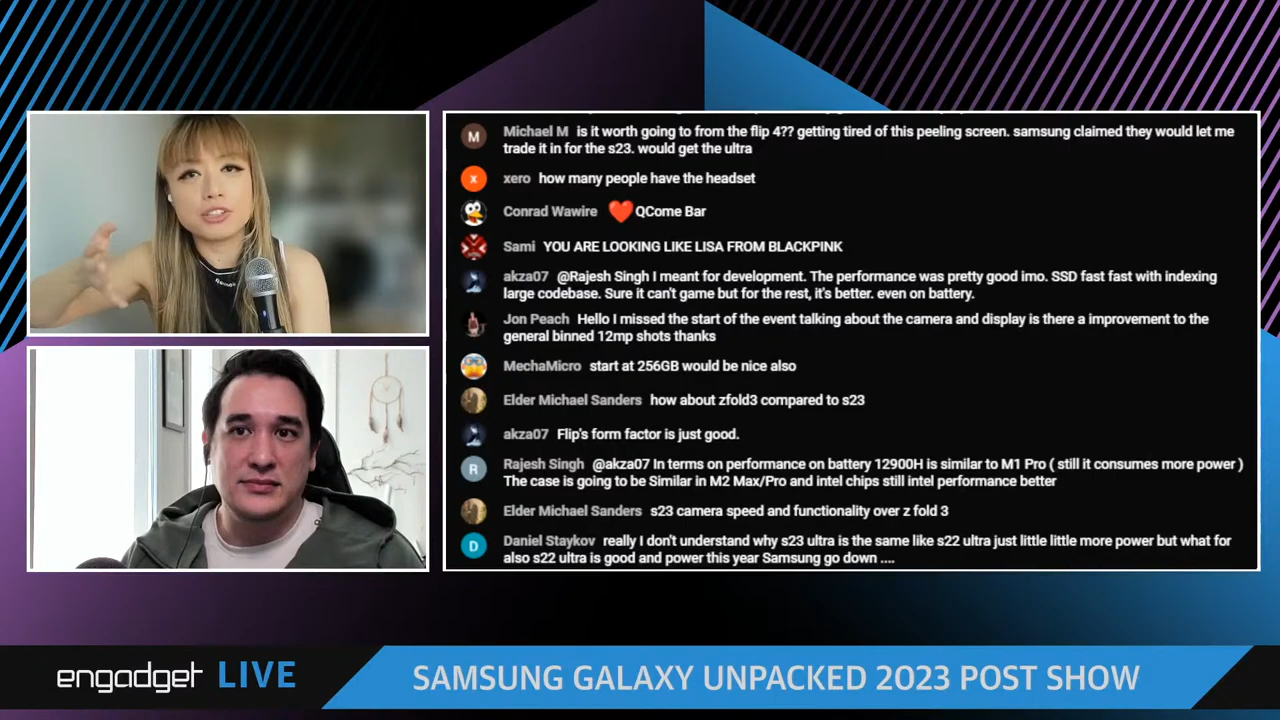 M
Michael M is it worth going to from the flip 4?? getting tired of this peeling screen. samsung claimed they would let me
trade it in for the s23. would get the ultra
x
xero how many people have the headset
Conrad Wawire ❤️QCome Bar
Sami YOU ARE LOOKING LIKE LISA FROM BLACKPINK
akza07 @Rajesh Singh I meant for development. The performance was pretty good imo. SSD fast fast with indexing
large codebase. Sure it can't game but for the rest, it's better. even on battery.
Jon Peach Hello I missed the start of the event talking about the camera and display is there a improvement to the
general binned 12mp shots thanks
MechaMicro start at 256GB would be nice also
Elder Michael Sanders how about zfold3 compared to s23
akza07 Flip's form factor is just good.
R
Rajesh Singh @akza07 In terms on performance on battery 12900H is similar to M1 Pro ( still it consumes more power )
The case is going to be Similar in M2 Max/Pro and intel chips still intel performance better
Elder Michael Sanders s23 camera speed and functionality over z fold 3
D
Daniel Staykov really I don't understand why s23 ultra is the same like s22 ultra just little little more power but what for
also s22 ultra is good and power this year Samsung go down ....
engadget LIVE
SAMSUNG GALAXY UNPACKED 2023 POST SHOW